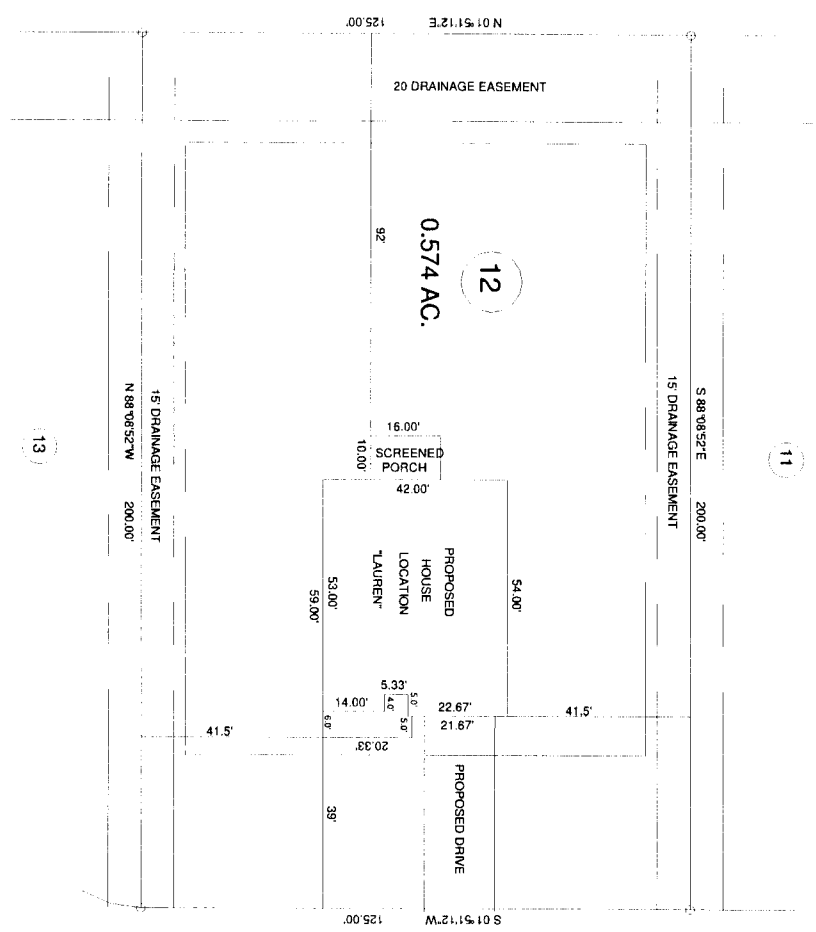 N 01°51'12"E
125.00'
20 DRAINAGE EASEMENT
92'
0.574 AC.
12
13
N 88°08'52"W
200.00'
15' DRAINAGE EASEMENT
15' DRAINAGE EASEMENT
S 88°08'52"E
200.00'
11
16.00'
10.00'
SCREENED
PORCH
42.00'
PROPOSED
HOUSE
LOCATION
"LAUREN"
54.00'
53.00'
59.00'
5.33'
14.00'
4.0'
5.0'
22.67'
41.5'
6.0'
5.0'
21.67'
41.5'
20.33'
39'
PROPOSED DRIVE
S 01°51'12"W
125.00'